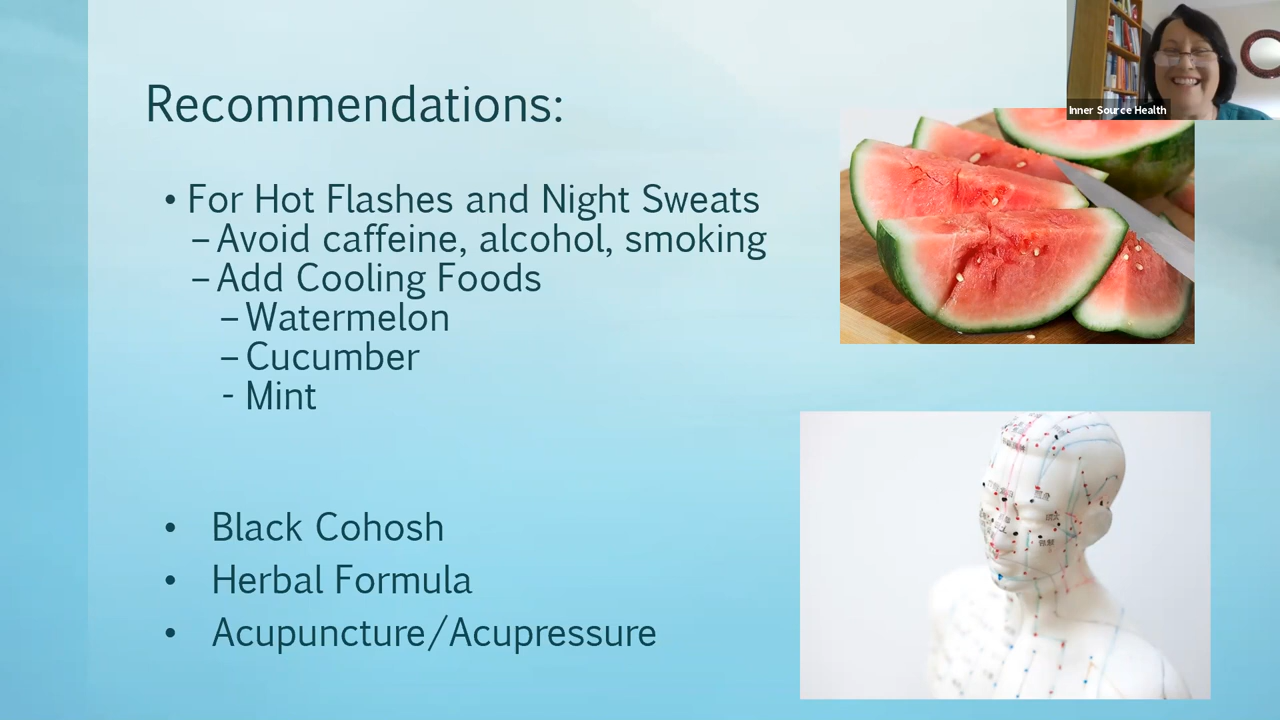 Recommendations:
• For Hot Flashes and Night Sweats
– Avoid caffeine, alcohol, smoking
– Add Cooling Foods
– Watermelon
– Cucumber
- Mint
• Black Cohosh
• Herbal Formula
• Acupuncture/Acupressure
Inner Source Health